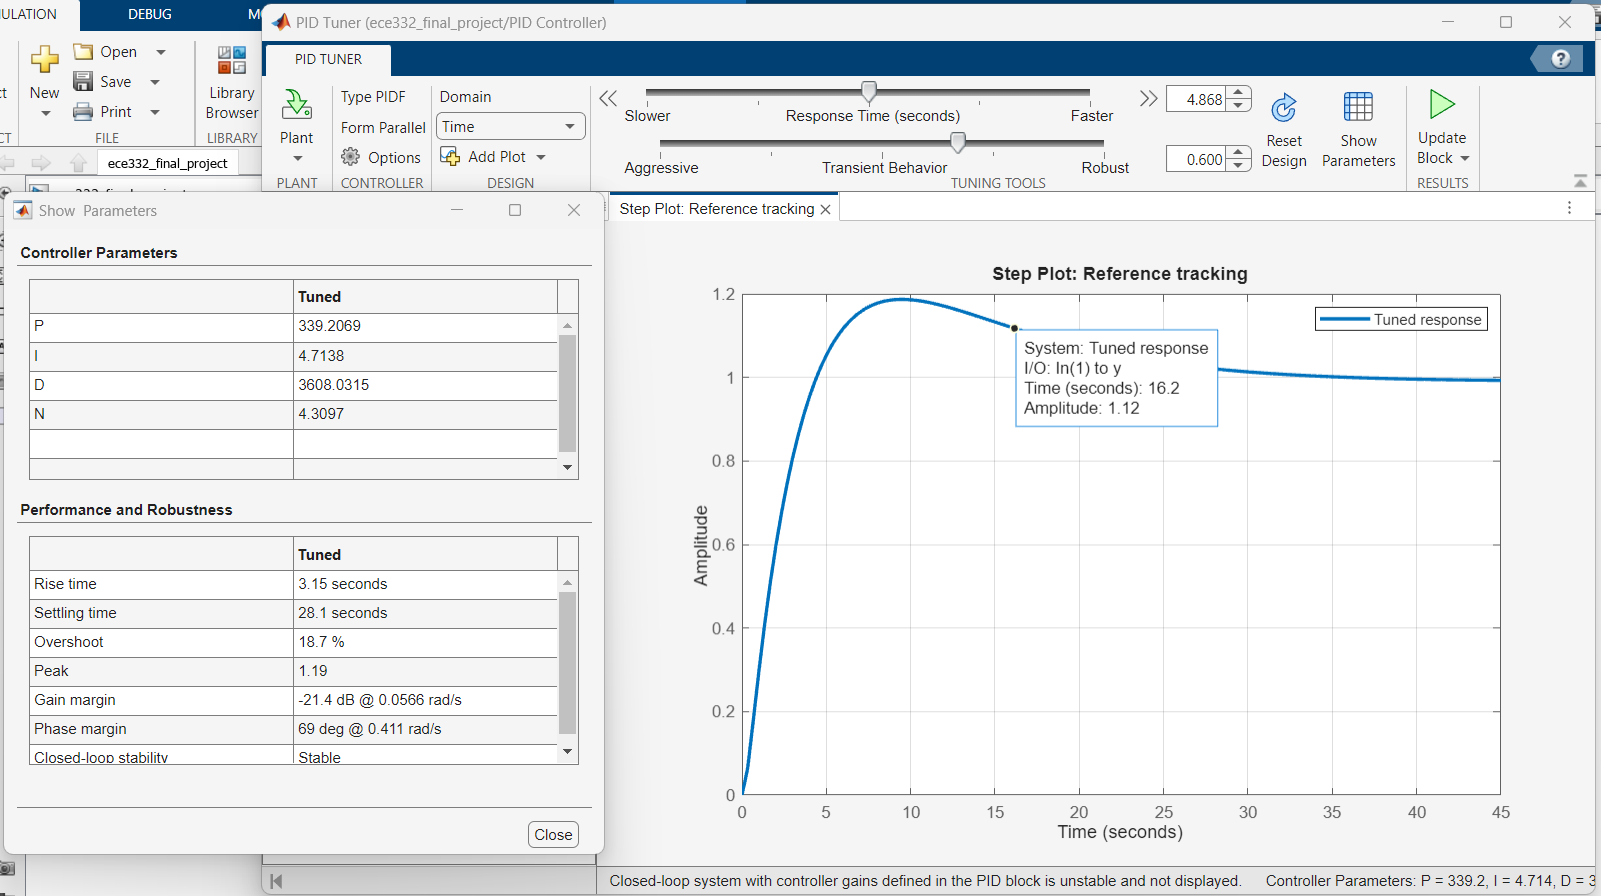 ULATION
DEBUG
M
PID Tuner (ece332_final_project/PID Controller)
PID TUNER
?
New
Open
Save
Print
FILE
Library
Browser
LIBRARY
ct
CT
ece332_final_project
Plant
PLANT
Type PIDF
Form Parallel
Options
CONTROLLER
Domain
Time
Add Plot
DESIGN
Slower
Response Time (seconds)
Faster
4.868
Aggressive
Transient Behavior
Robust
0.600
TUNING TOOLS
Reset
Design
Show
Parameters
Update
Block
RESULTS
Show Parameters
Controller Parameters
Tuned
P 339.2069
I 4.7138
D 3608.0315
N 4.3097
Performance and Robustness
Tuned
Rise time 3.15 seconds
Settling time 28.1 seconds
Overshoot 18.7 %
Peak 1.19
Gain margin -21.4 dB @ 0.0566 rad/s
Phase margin 69 deg @ 0.411 rad/s
Closed-loop stability Stable
Close
Step Plot: Reference tracking
Step Plot: Reference tracking
Tuned response
System: Tuned response
I/O: In(1) to y
Time (seconds): 16.2
Amplitude: 1.12
Amplitude
1.2
1
0.8
0.6
0.4
0.2
0
0 5 10 15 20 25 30 35 40 45
Time (seconds)
Closed-loop system with controller gains defined in the PID block is unstable and not displayed.
Controller Parameters: P = 339.2, I = 4.714, D = 3